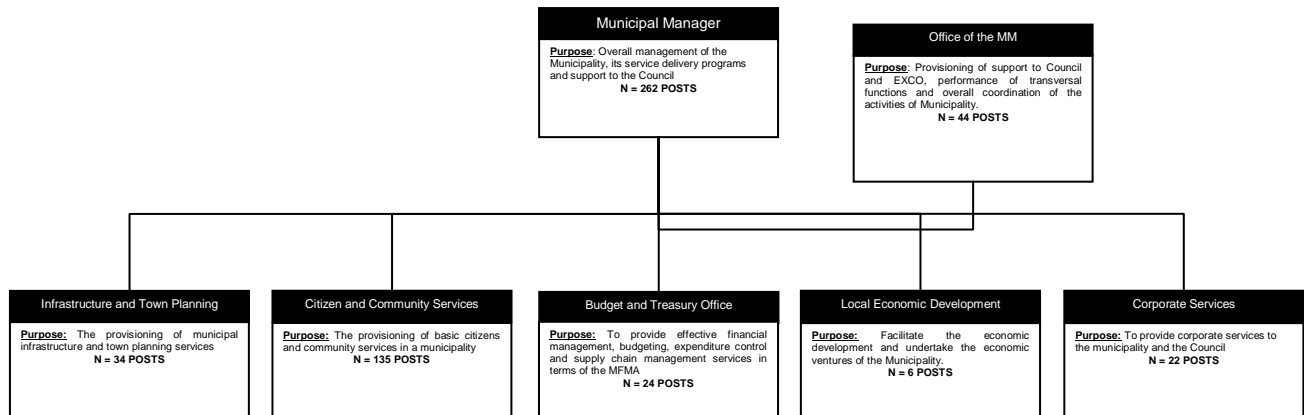 Municipal Manager
Purpose: Overall management of the
Municipality, its service delivery programs
and support to the Council
N = 262 POSTS
Office of the MM
Purpose: Provisioning of support to Council
and EXCO, performance of transversal
functions and overall coordination of the
activities of Municipality.
N = 44 POSTS
Infrastructure and Town Planning
Purpose: The provisioning of municipal
infrastructure and town planning services
N = 34 POSTS
Citizen and Community Services
Purpose: The provisioning of basic citizens
and community services in a municipality
N = 135 POSTS
Budget and Treasury Office
Purpose: To provide effective financial
management, budgeting, expenditure control
and supply chain management services in
terms of the MFMA
N = 24 POSTS
Local Economic Development
Purpose: Facilitate the economic
development and undertake the economic
ventures of the Municipality.
N = 6 POSTS
Corporate Services
Purpose: To provide corporate services to
the municipality and the Council
N = 22 POSTS